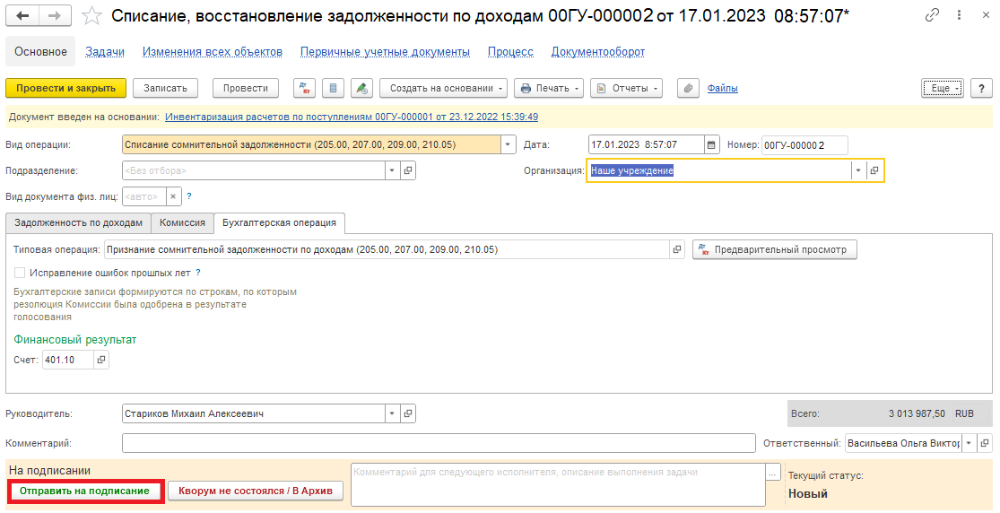 Списание, восстановление задолженности по доходам 00ГУ-000002 от 17.01.2023 08:57:07*
Основное Задачи Изменения всех объектов Первичные учетные документы Процесс Документооборот
Провести и закрыть Записать Провести Создать на основании Печать Отчеты Файлы Еще ?
Документ введен на основании: Инвентаризация расчетов по поступлениям 00ГУ-000001 от 23.12.2022 15:39:49
Вид операции: Списание сомнительной задолженности (205.00, 207.00, 209.00, 210.05) Дата: 17.01.2023 8:57:07 Номер: 00ГУ-000002
Подразделение: <Без отбора> Организация: Наше учреждение
Вид документа физ. лиц: <авто> × ?
Задолженность по доходам Комиссия Бухгалтерская операция
Типовая операция: Признание сомнительной задолженности по доходам (205.00, 207.00, 209.00, 210.05) Предварительный просмотр
Исправление ошибок прошлых лет ?
Бухгалтерские записи формируются по строкам, по которым
резолюция Комиссии была одобрена в результате
голосования
Финансовый результат
Счет: 401.10
Руководитель: Стариков Михаил Алексеевич Всего: 3 013 987,50 RUB
Комментарий: Ответственный: Васильева Ольга Виктор
На подписании Комментарий для следующего исполнителя, описание выполнения задачи ... Текущий статус:
Отправить на подписание Кворум не состоялся / В Архив Новый